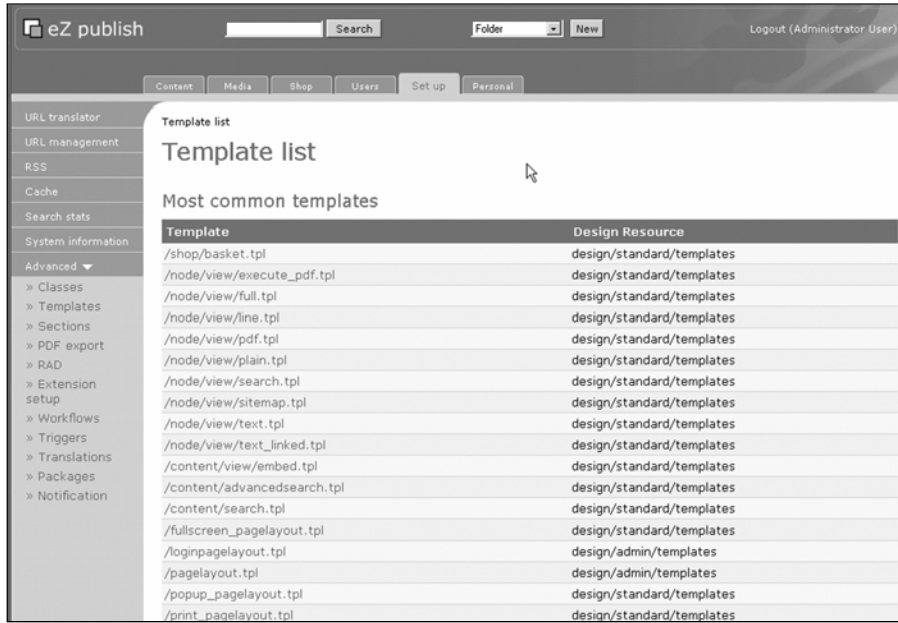 eZ publish
Search
Folder
New
Logout (Administrator User)
Content Media Shop Users Set up Personal
URL translator
URL management
RSS
Cache
Search stats
System information
Advanced
» Classes
» Templates
» Sections
» PDF export
» RAD
» Extension
setup
» Workflows
» Triggers
» Translations
» Packages
» Notification
Template list
Template list
Most common templates
Template Design Resource
/shop/basket.tpl design/standard/templates
/node/view/execute_pdf.tpl design/standard/templates
/node/view/full.tpl design/standard/templates
/node/view/line.tpl design/standard/templates
/node/view/pdf.tpl design/standard/templates
/node/view/plain.tpl design/standard/templates
/node/view/search.tpl design/standard/templates
/node/view/sitemap.tpl design/standard/templates
/node/view/text.tpl design/standard/templates
/node/view/text_linked.tpl design/standard/templates
/content/view/embed.tpl design/standard/templates
/content/advancedsearch.tpl design/standard/templates
/content/search.tpl design/standard/templates
/fullscreen_pagelayout.tpl design/standard/templates
/loginpagelayout.tpl design/admin/templates
/pagelayout.tpl design/admin/templates
/popup_pagelayout.tpl design/standard/templates
/print_pagelayout.tpl design/standard/templates